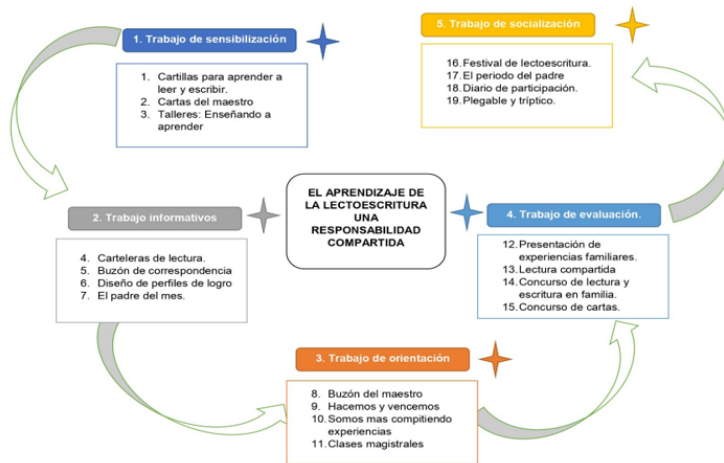 1. Trabajo de sensibilización
1. Cartillas para aprender a
leer y escribir.
2. Cartas del maestro
3. Talleres: Enseñando a
aprender
5. Trabajo de socialización
16. Festival de lectoescritura.
17. El periodo del padre
18. Diario de participación.
19. Plegable y tríptico.
EL APRENDIZAJE DE
LA LECTOESCRITURA
UNA
RESPONSABILIDAD
COMPARTIDA
2. Trabajo informativos
4. Carteleras de lectura.
5. Buzón de correspondencia
6. Diseño de perfiles de logro
7. El padre del mes.
4. Trabajo de evaluación.
12. Presentación de
experiencias familiares.
13. Lectura compartida
14. Concurso de lectura y
escritura en familia.
15. Concurso de cartas.
3. Trabajo de orientación
8. Buzón del maestro
9. Hacemos y vencemos
10. Somos mas compitiendo
experiencias
11. Clases magistrales